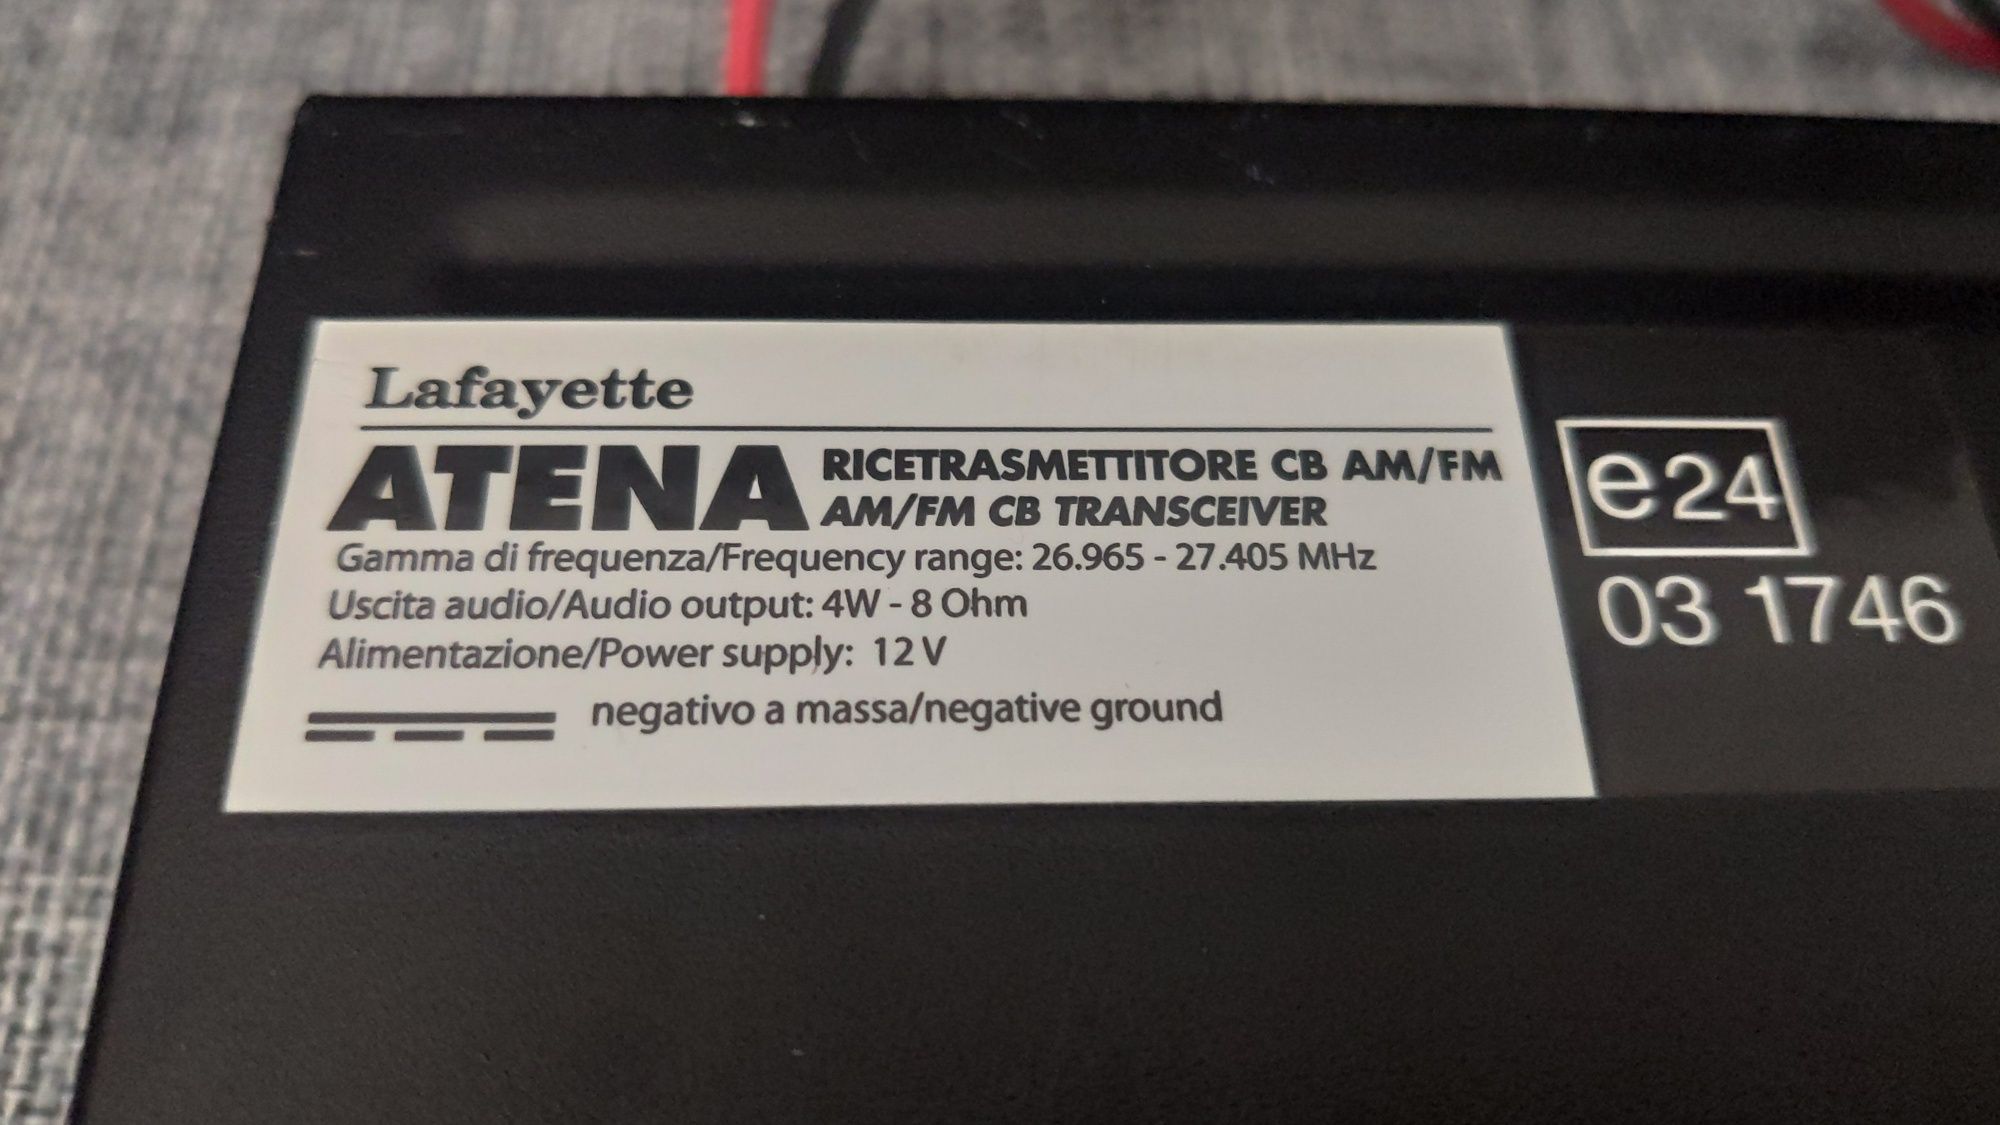 Lafayette
ATENA RICETRASMETTITORE CB AM/FM
AM/FM CB TRANSCEIVER
Gamma di frequenza/Frequency range: 26.965 - 27.405 MHz
Uscita audio/Audio output: 4W - 8 Ohm
Alimentazione/Power supply: 12 V
negativo a massa/negative ground
e24
03 1746